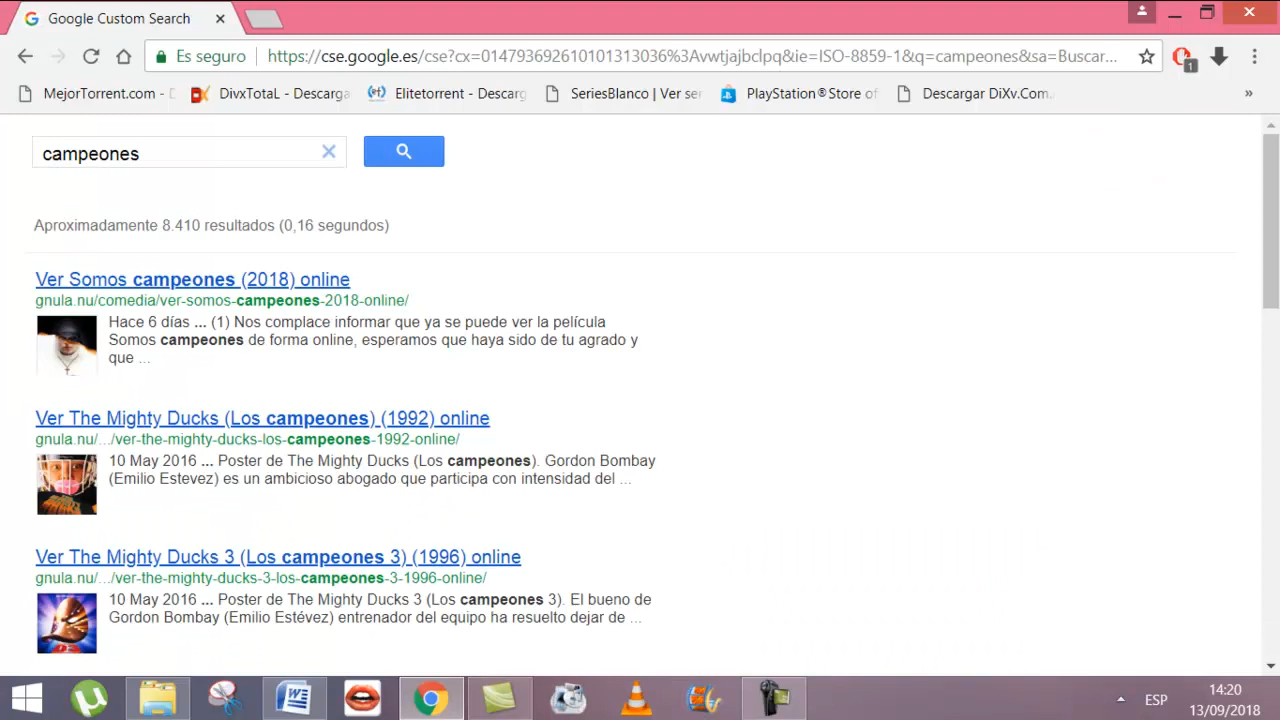 Google Custom Search
Es seguro
https://cse.google.es/cse?cx=014793692610101313036%3Avwtjajbclpq&ie=ISO-8859-1&q=campeones&sa=Buscar...
1
MejorTorrent.com -
DivxTotaL - Descarga
Elitetorrent - Descarg
SeriesBlanco | Ver ser
PlayStation®Store of
Descargar DiXv.Com.
»
campeones
Aproximadamente 8.410 resultados (0,16 segundos)
Ver Somos campeones (2018) online
gnula.nu/comedia/ver-somos-campeones-2018-online/
Hace 6 días ... (1) Nos complace informar que ya se puede ver la película
Somos campeones de forma online, esperamos que haya sido de tu agrado y
que ...
Ver The Mighty Ducks (Los campeones) (1992) online
gnula.nu/.../ver-the-mighty-ducks-los-campeones-1992-online/
10 May 2016 ... Poster de The Mighty Ducks (Los campeones). Gordon Bombay
(Emilio Estevez) es un ambicioso abogado que participa con intensidad del ...
Ver The Mighty Ducks 3 (Los campeones 3) (1996) online
gnula.nu/.../ver-the-mighty-ducks-3-los-campeones-3-1996-online/
10 May 2016 ... Poster de The Mighty Ducks 3 (Los campeones 3). El bueno de
Gordon Bombay (Emilio Estévez) entrenador del equipo ha resuelto dejar de ...
ESP
14:20
13/09/2018